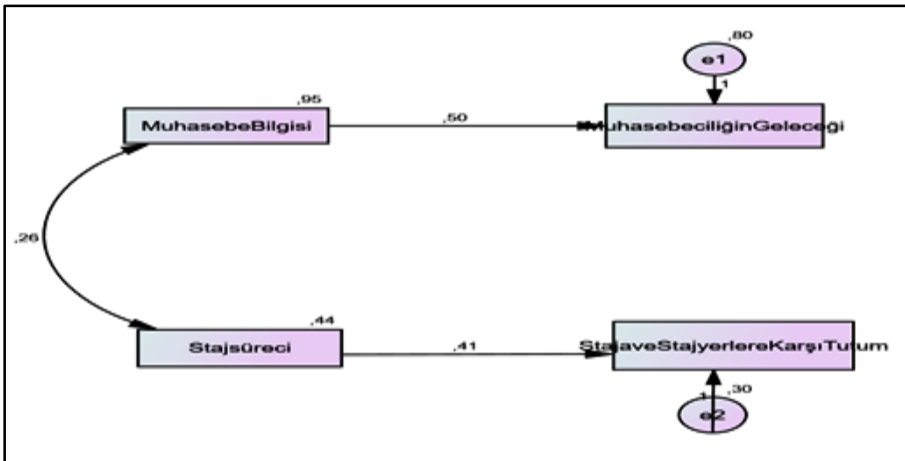 ,80
e1
1
,95
MuhasebeBilgisi
,50
MuhasebeciliğinGeleceği
,26
,44
Stajsüreci
,41
StajaveStajyerlereKarşıTutum
1
,30
e2